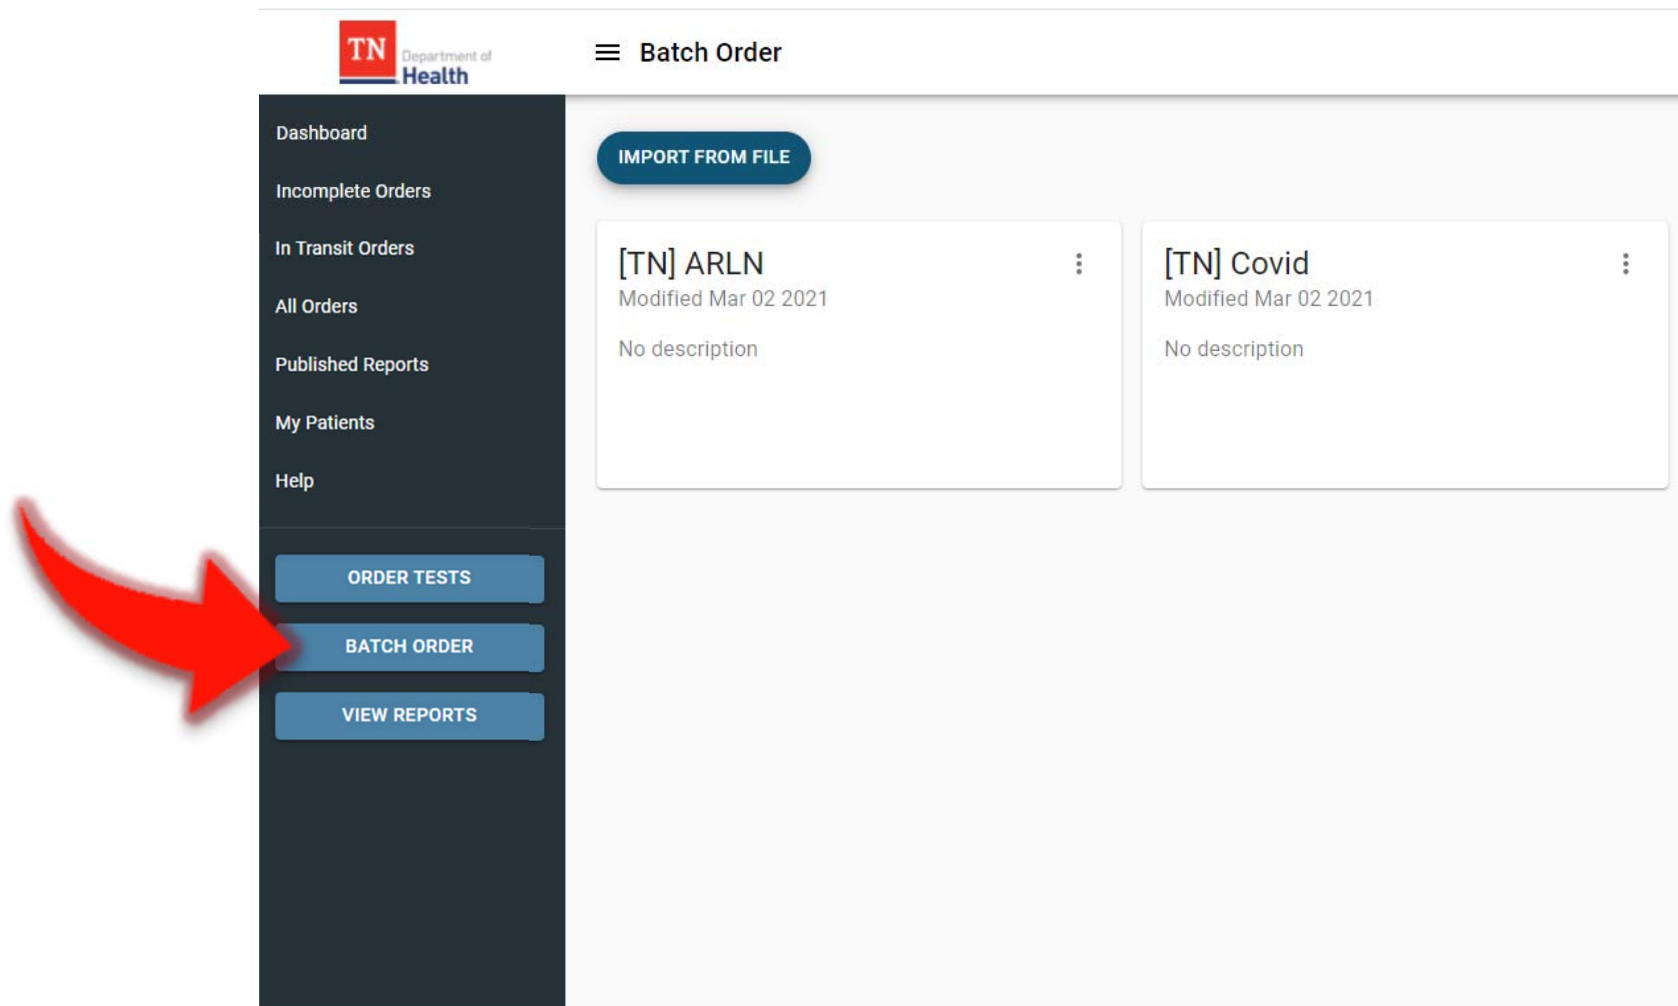 TN
Department of
Health
Batch Order
Dashboard
Incomplete Orders
In Transit Orders
All Orders
Published Reports
My Patients
Help
ORDER TESTS
BATCH ORDER
VIEW REPORTS
IMPORT FROM FILE
[TN] ARLN
Modified Mar 02 2021
No description
[TN] Covid
Modified Mar 02 2021
No description